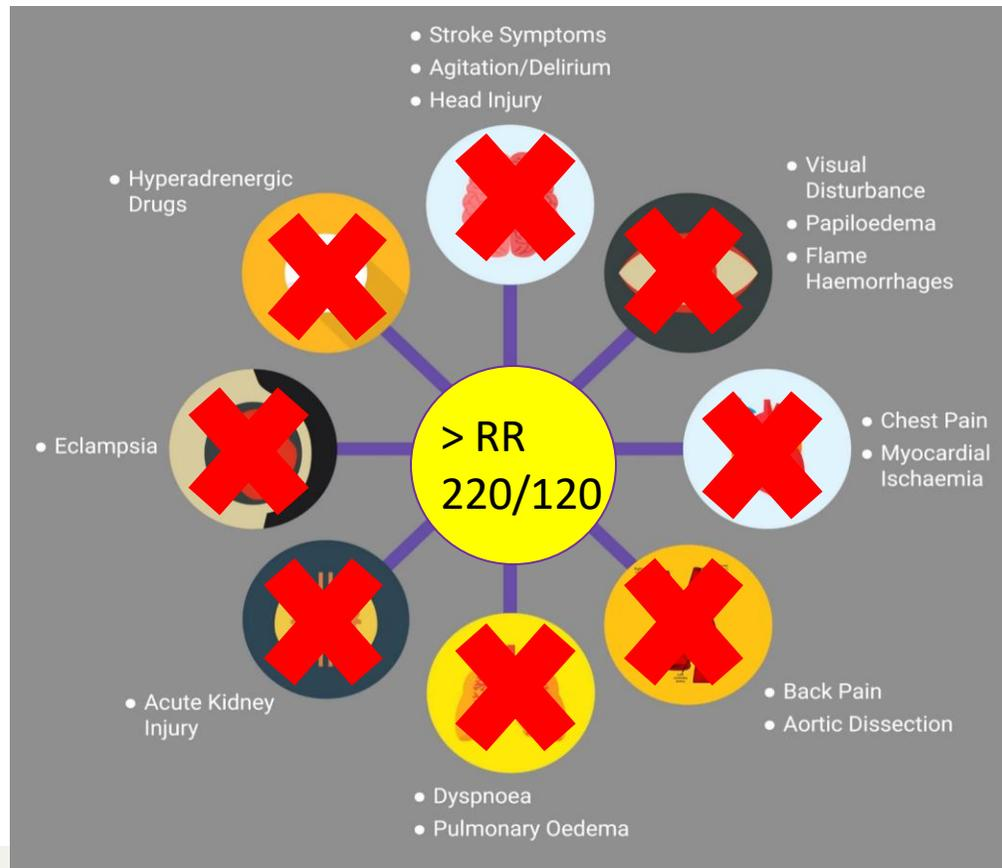 ● Stroke Symptoms
● Agitation/Delirium
● Head Injury
● Hyperadrenergic
Drugs
● Visual
Disturbance
● Papiloedema
● Flame
Haemorrhages
● Eclampsia
> RR
220/120
● Chest Pain
● Myocardial
Ischaemia
● Acute Kidney
Injury
● Back Pain
● Aortic Dissection
● Dyspnoea
● Pulmonary Oedema